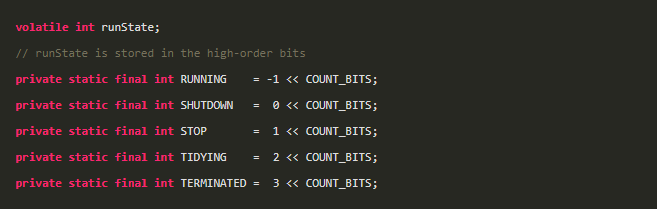 volatile int runState;
// runState is stored in the high-order bits
private static final int RUNNING    = -1 << COUNT_BITS;
private static final int SHUTDOWN   =  0 << COUNT_BITS;
private static final int STOP       =  1 << COUNT_BITS;
private static final int TIDYING    =  2 << COUNT_BITS;
private static final int TERMINATED =  3 << COUNT_BITS;